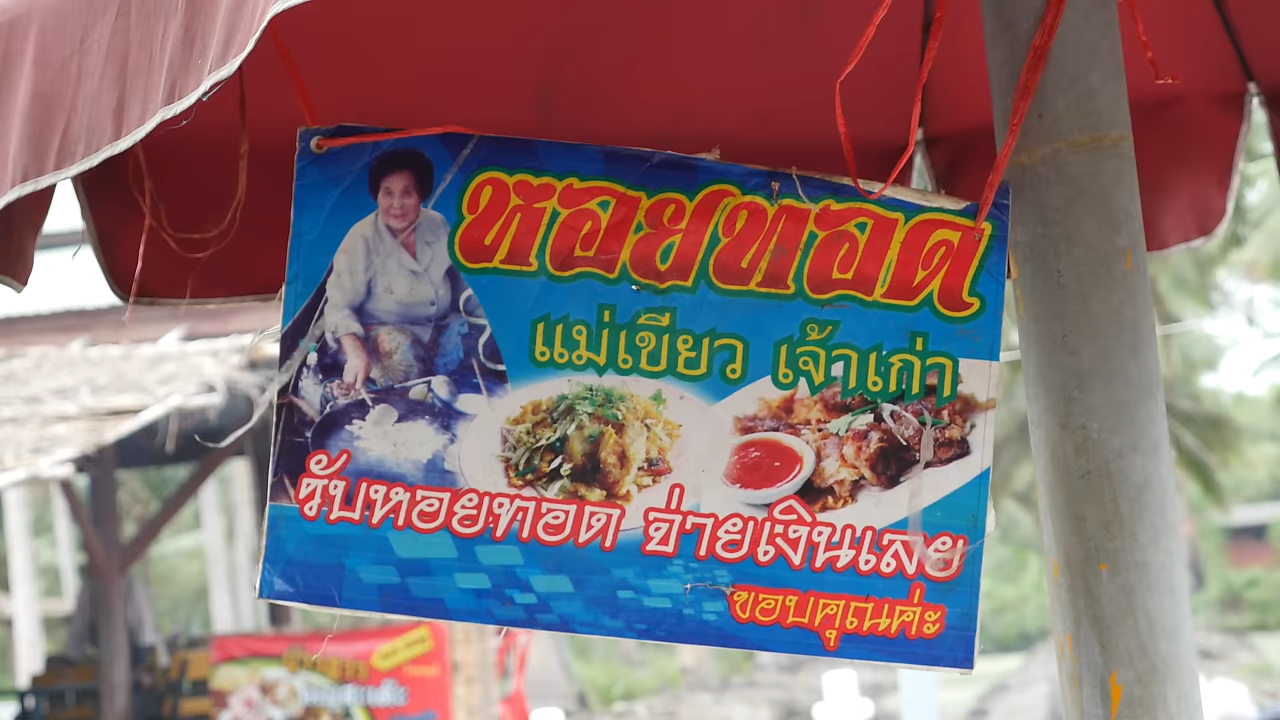 หอยทอด
แม่เขียว เจ้าเก่า
รับหอยทอด จ่ายเงินเลย
ขอบคุณค่ะ